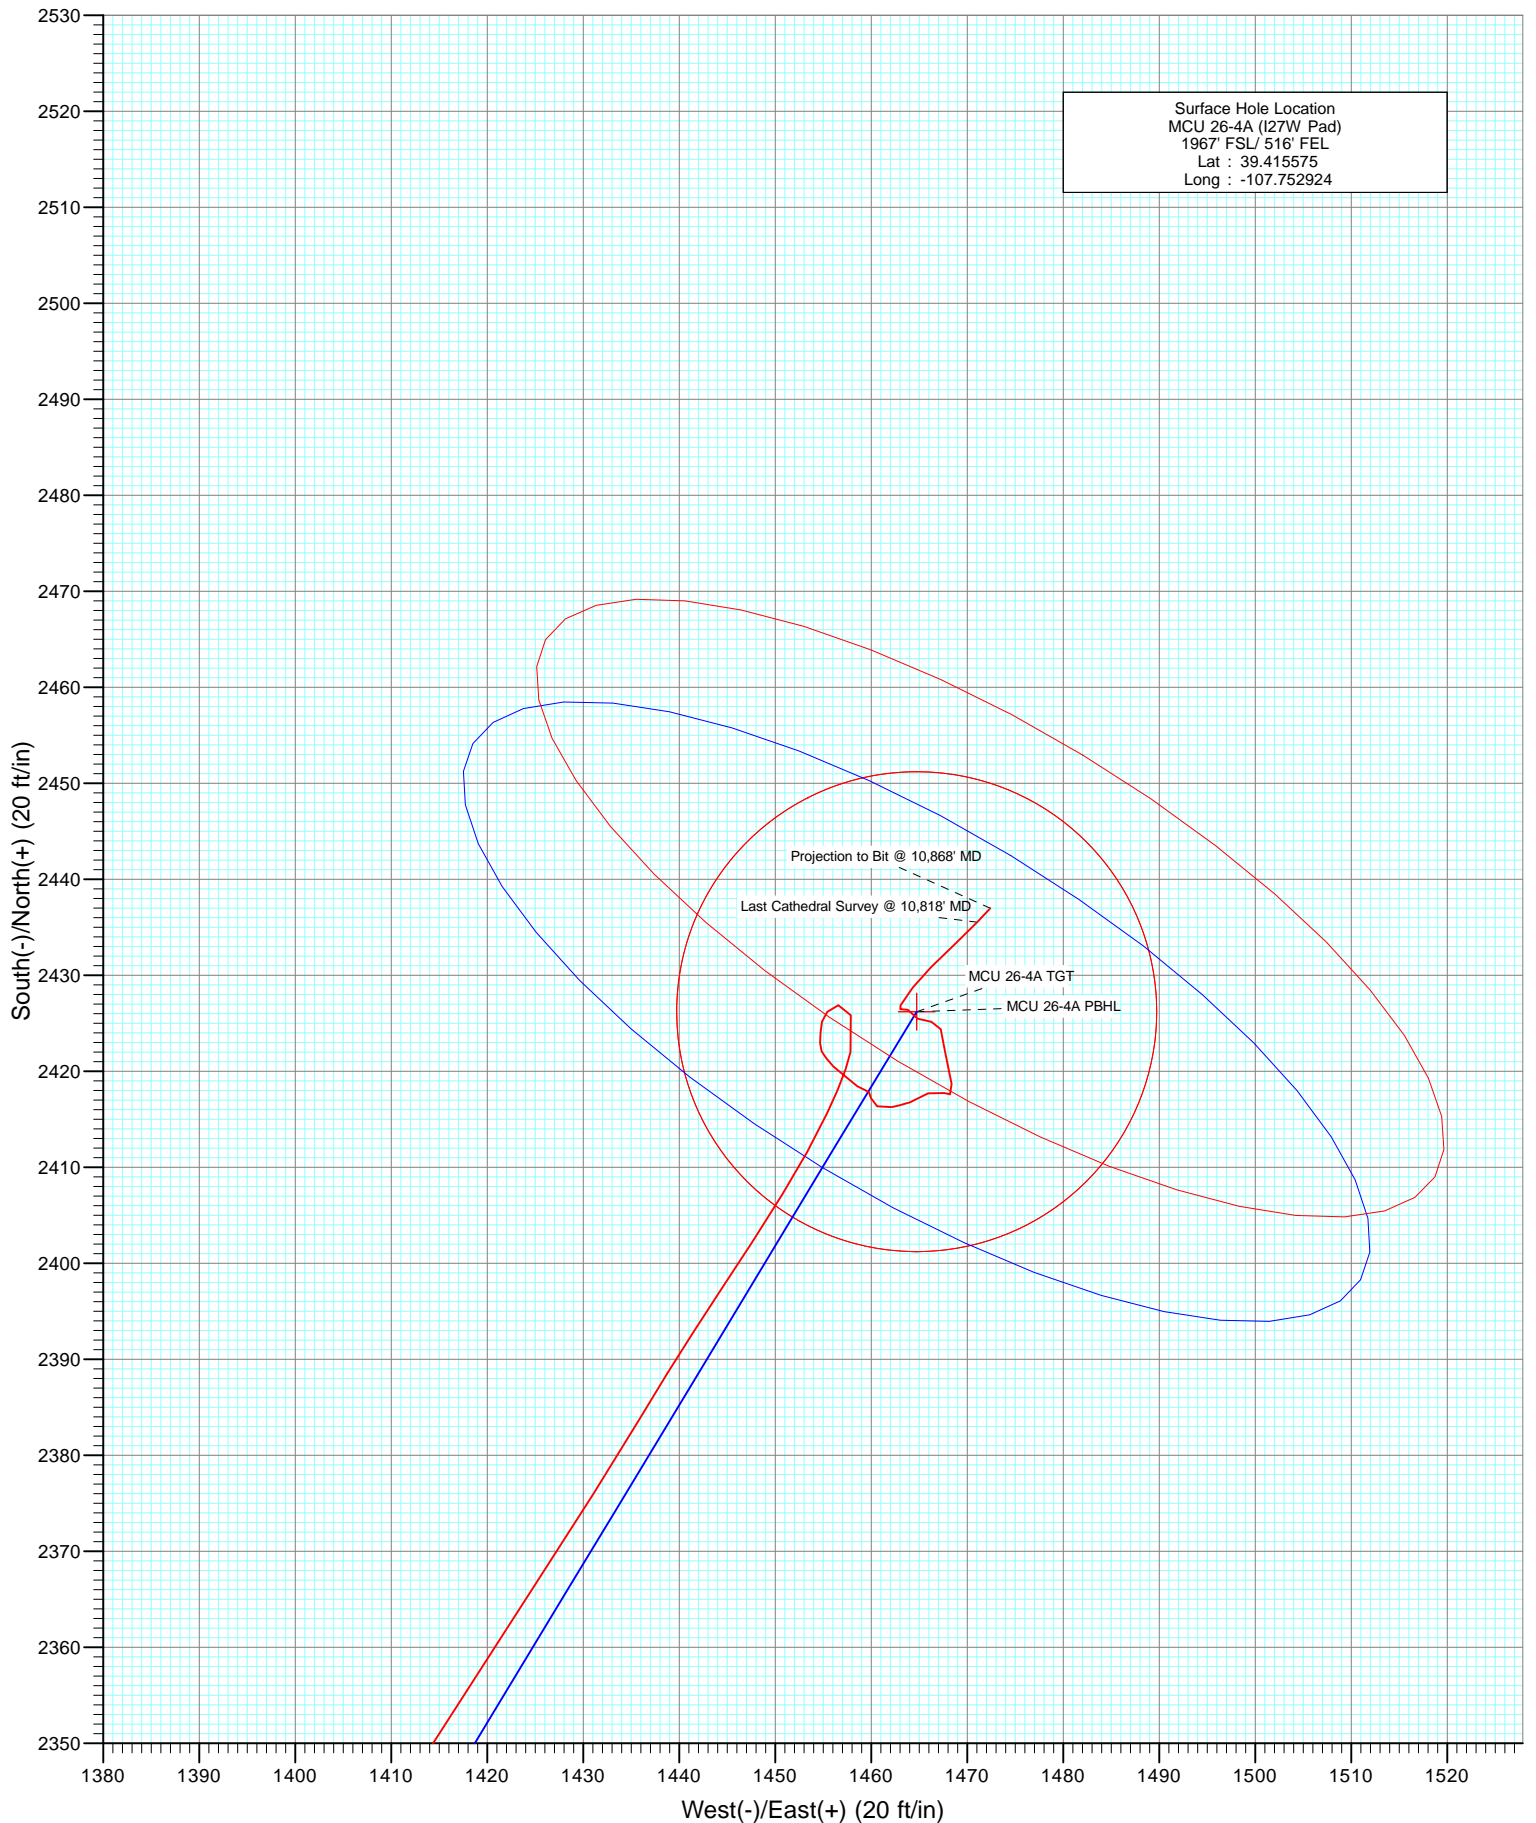 2530
2520
2510
2500
2490
2480
2470
2460
2450
2440
2430
2420
2410
2400
2390
2380
2370
2360
2350
South(-)/North(+) (20 ft/in)
Surface Hole Location
MCU 26-4A (I27W Pad)
1967' FSL/ 516' FEL
Lat : 39.415575
Long : -107.752924
Projection to Bit @ 10,868' MD
Last Cathedral Survey @ 10,818' MD
MCU 26-4A TGT
MCU 26-4A PBHL
1380 1390 1400 1410 1420 1430 1440 1450 1460 1470 1480 1490 1500 1510 1520
West(-)/East(+) (20 ft/in)